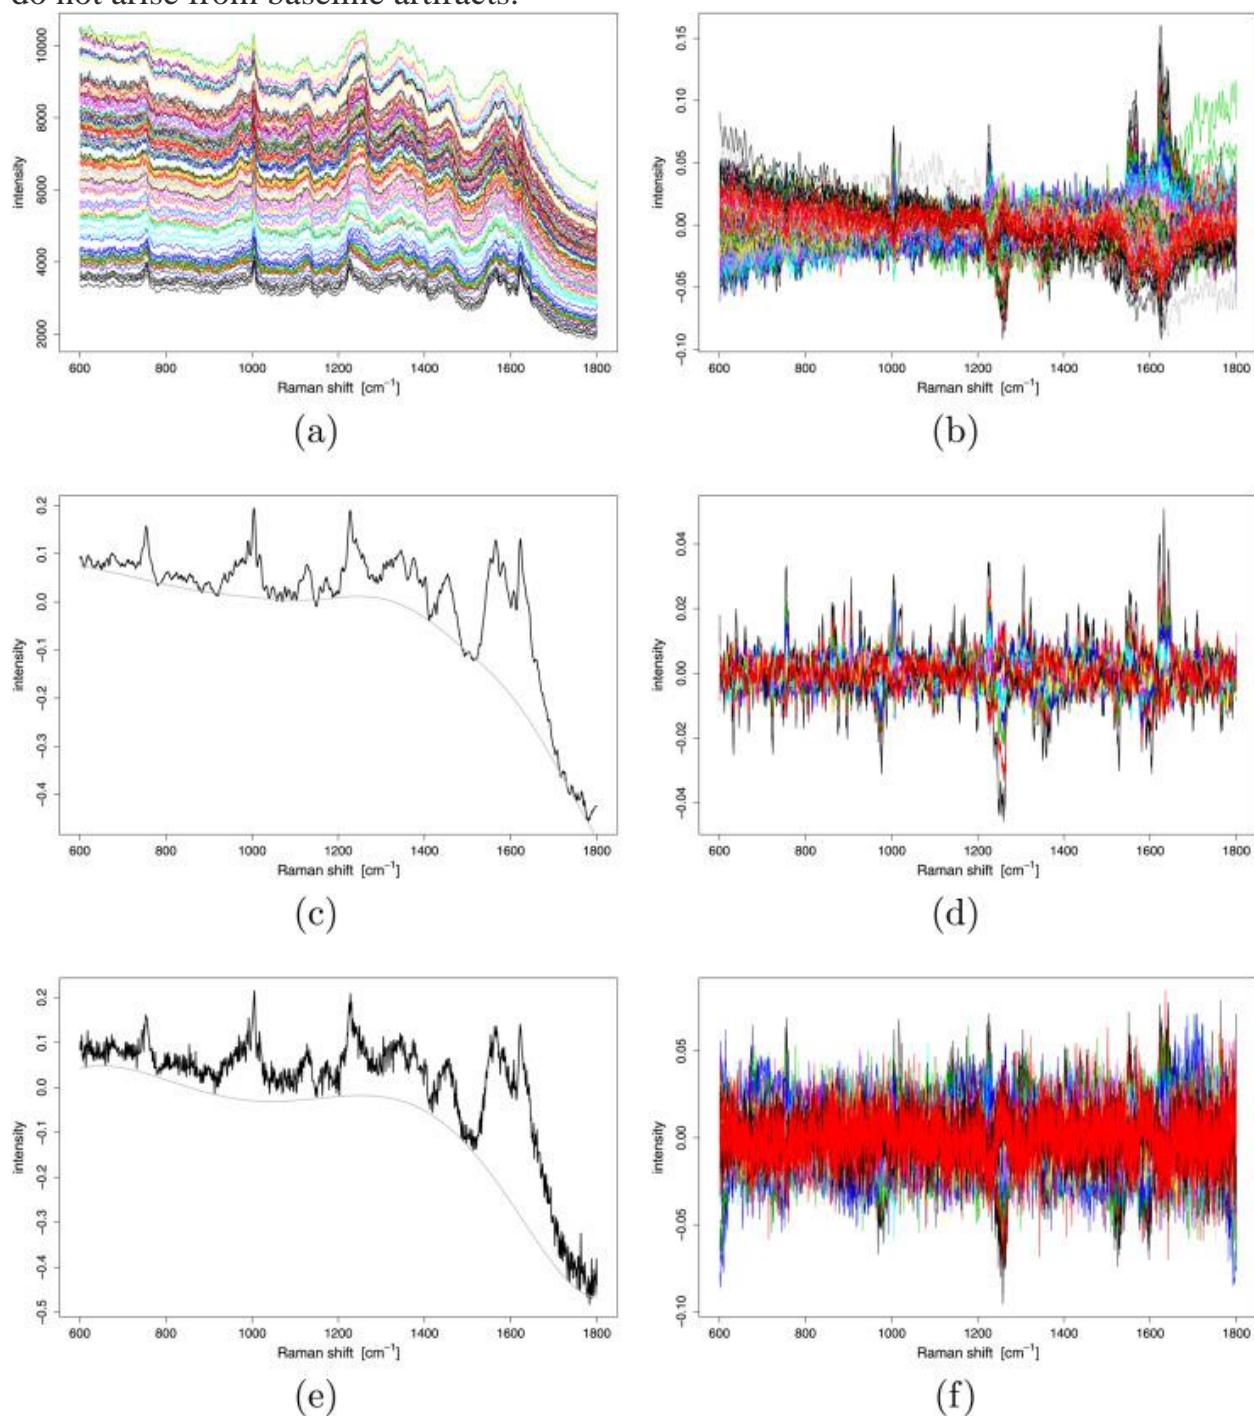 do not arise from baseline artifacts.
intensity
10000
8000
6000
4000
2000
600 800 1000 1200 1400 1600 1800
Raman shift [cm⁻¹]
(a)
intensity
0.15
0.10
0.05
0.00
−0.05
−0.10
600 800 1000 1200 1400 1600 1800
Raman shift [cm⁻¹]
(b)
intensity
0.2
0.1
0.0
−0.1
−0.2
−0.3
−0.4
600 800 1000 1200 1400 1600 1800
Raman shift [cm⁻¹]
(c)
intensity
0.04
0.02
0.00
−0.02
−0.04
600 800 1000 1200 1400 1600 1800
Raman shift [cm⁻¹]
(d)
intensity
0.2
0.1
0.0
−0.1
−0.2
−0.3
−0.4
−0.5
600 800 1000 1200 1400 1600 1800
Raman shift [cm⁻¹]
(e)
intensity
0.05
0.00
−0.05
−0.10
600 800 1000 1200 1400 1600 1800
Raman shift [cm⁻¹]
(f)